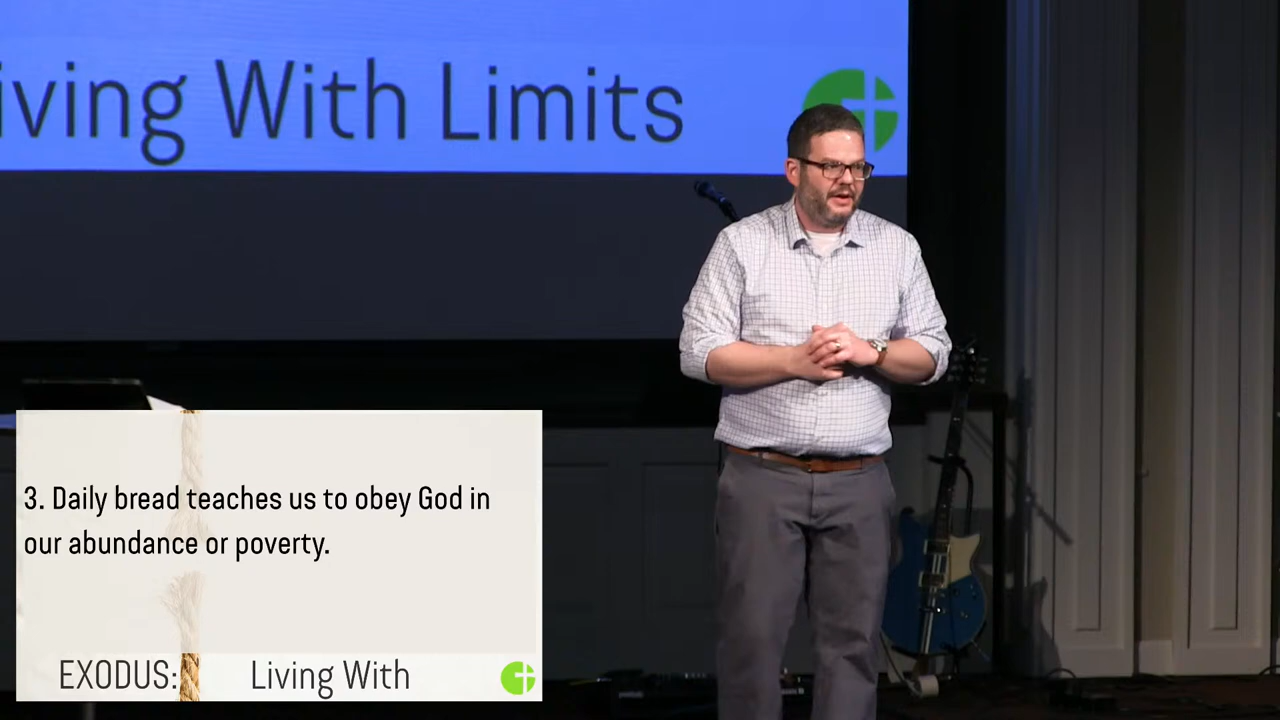 iving With Limits
3. Daily bread teaches us to obey God in
our abundance or poverty.
EXODUS: Living With